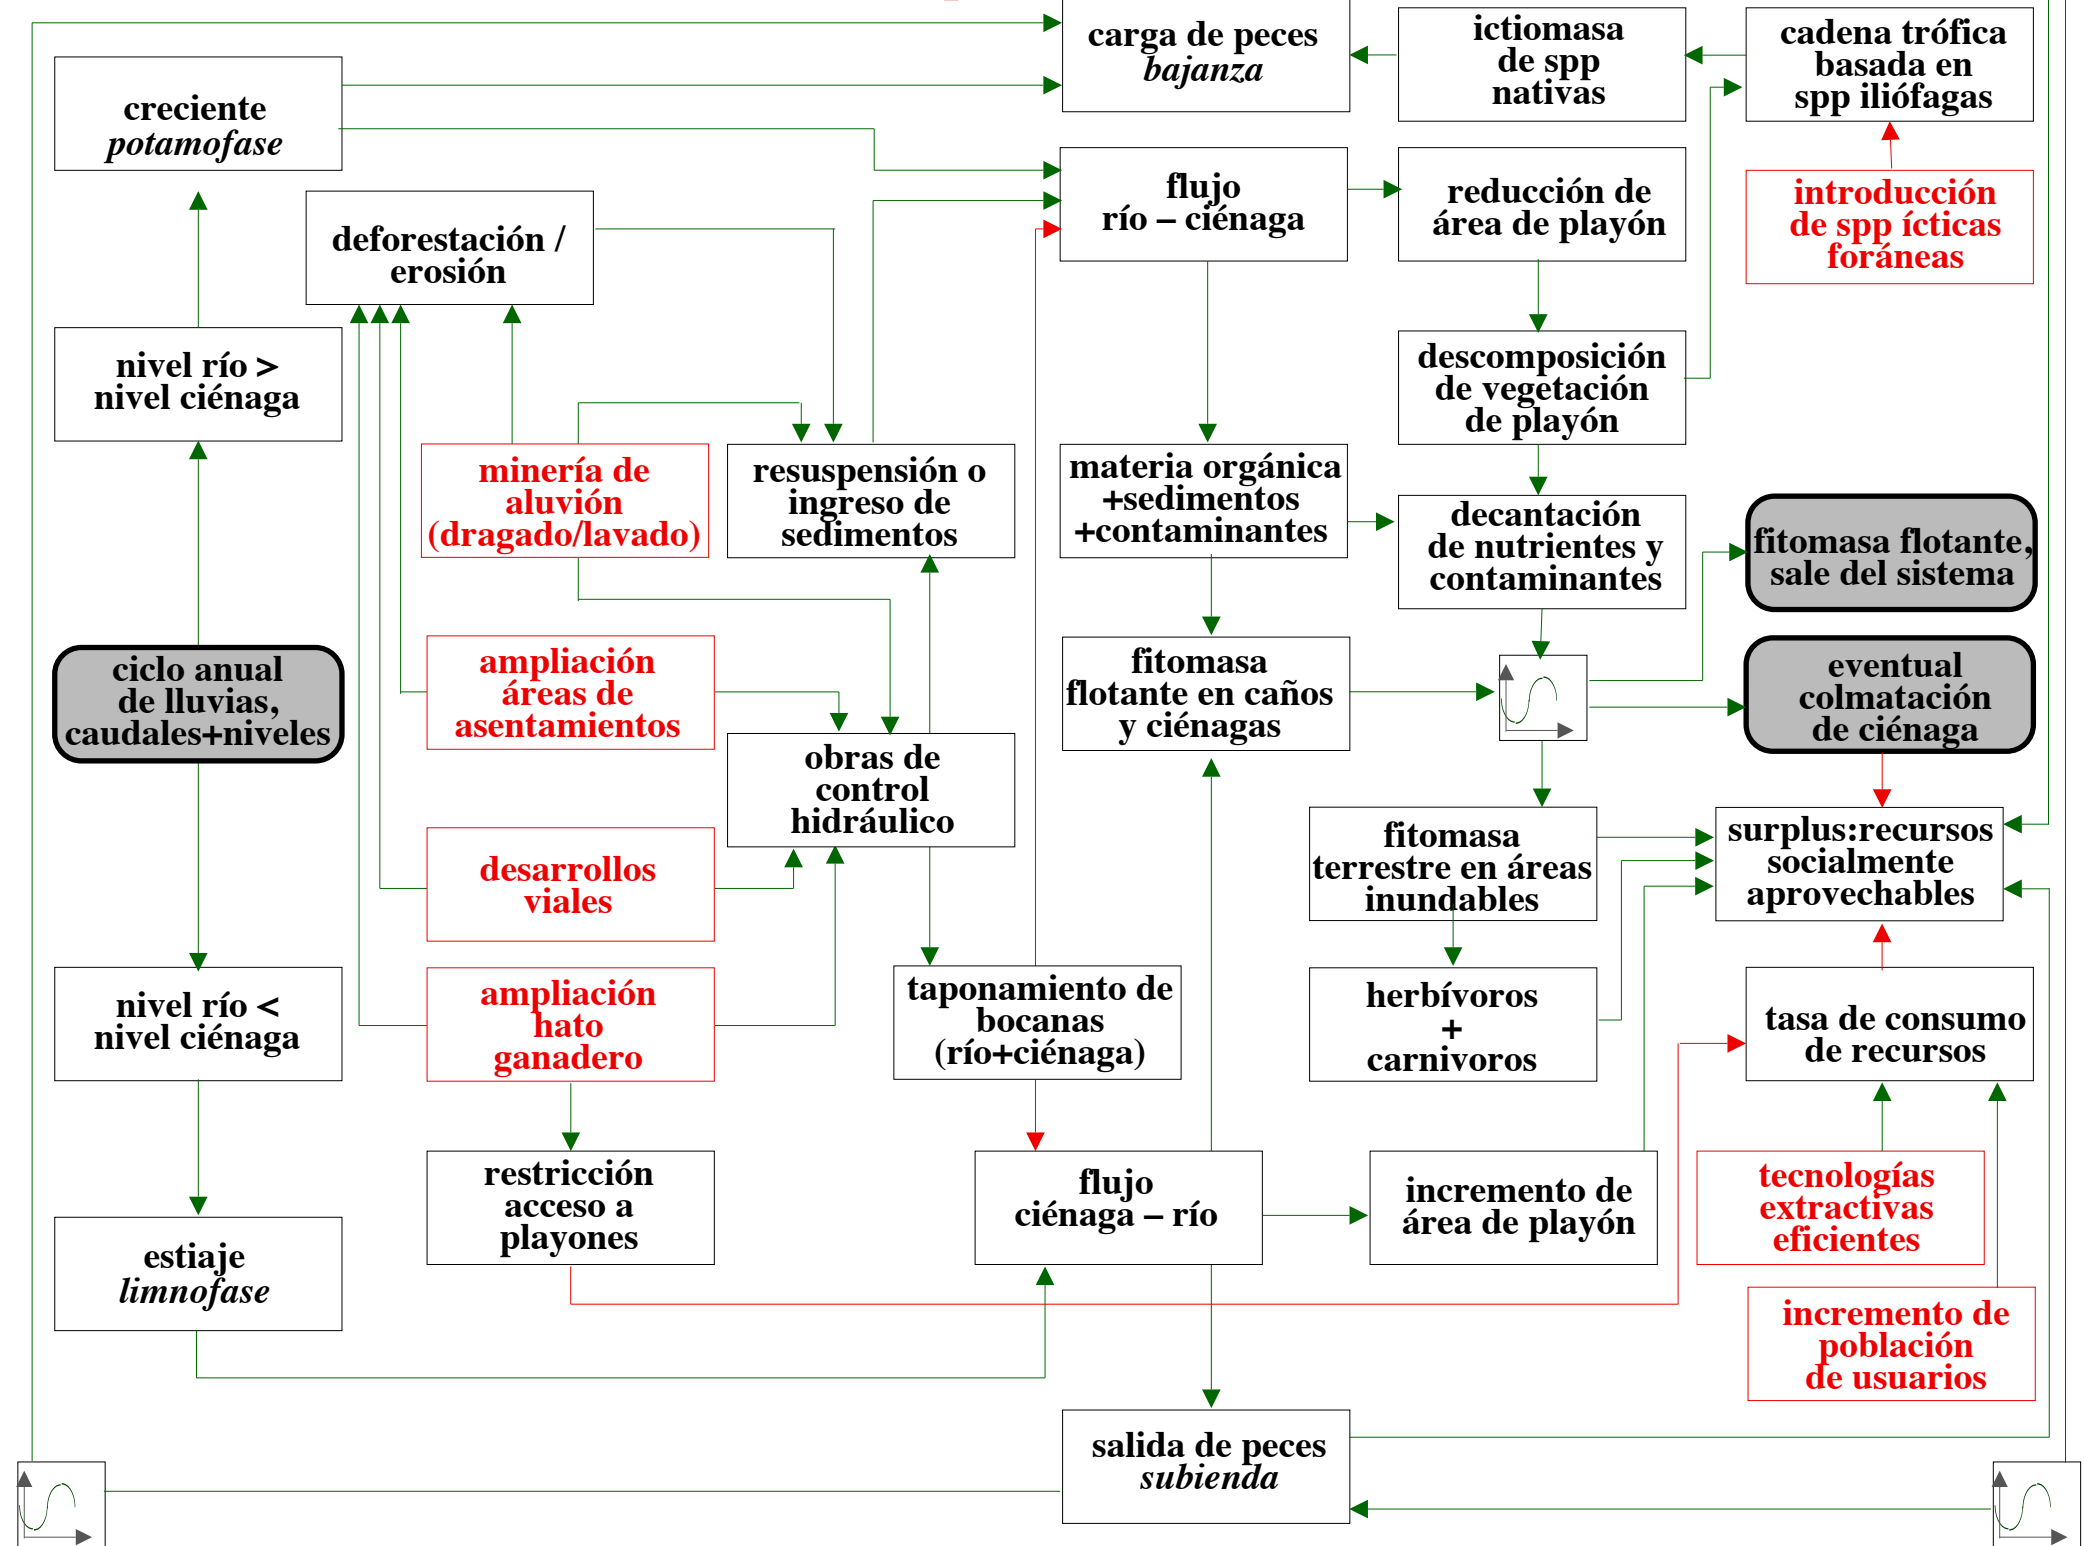 carga de peces
bajanza
ictiomasa
de spp
nativas
cadena trófica
basada en
spp iliófagas
creciente
potamofase
flujo
río – ciénaga
reducción de
área de playón
introducción
de spp ícticas
foráneas
deforestación /
erosión
nivel río >
nivel ciénaga
descomposición
de vegetación
de playón
minería de
aluvión
(dragado/lavado)
resuspensión o
ingreso de
sedimentos
materia orgánica
+sedimentos
+contaminantes
decantación
de nutrientes y
contaminantes
fitomasa flotante,
sale del sistema
ciclo anual
de lluvias,
caudales+niveles
ampliación
áreas de
asentamientos
fitomasa
flotante en caños
y ciénagas
eventual
colmatación
de ciénaga
obras de
control
hidráulico
desarrollos
viales
fitomasa
terrestre en áreas
inundables
surplus:recursos
socialmente
aprovechables
nivel río <
nivel ciénaga
ampliación
hato
ganadero
taponamiento de
bocanas
(río+ciénaga)
herbívoros
+
carnivoros
tasa de consumo
de recursos
restricción
acceso a
playones
flujo
ciénaga – río
incremento de
área de playón
tecnologías
extractivas
eficientes
estiaje
limnofase
incremento de
población
de usuarios
salida de peces
subienda